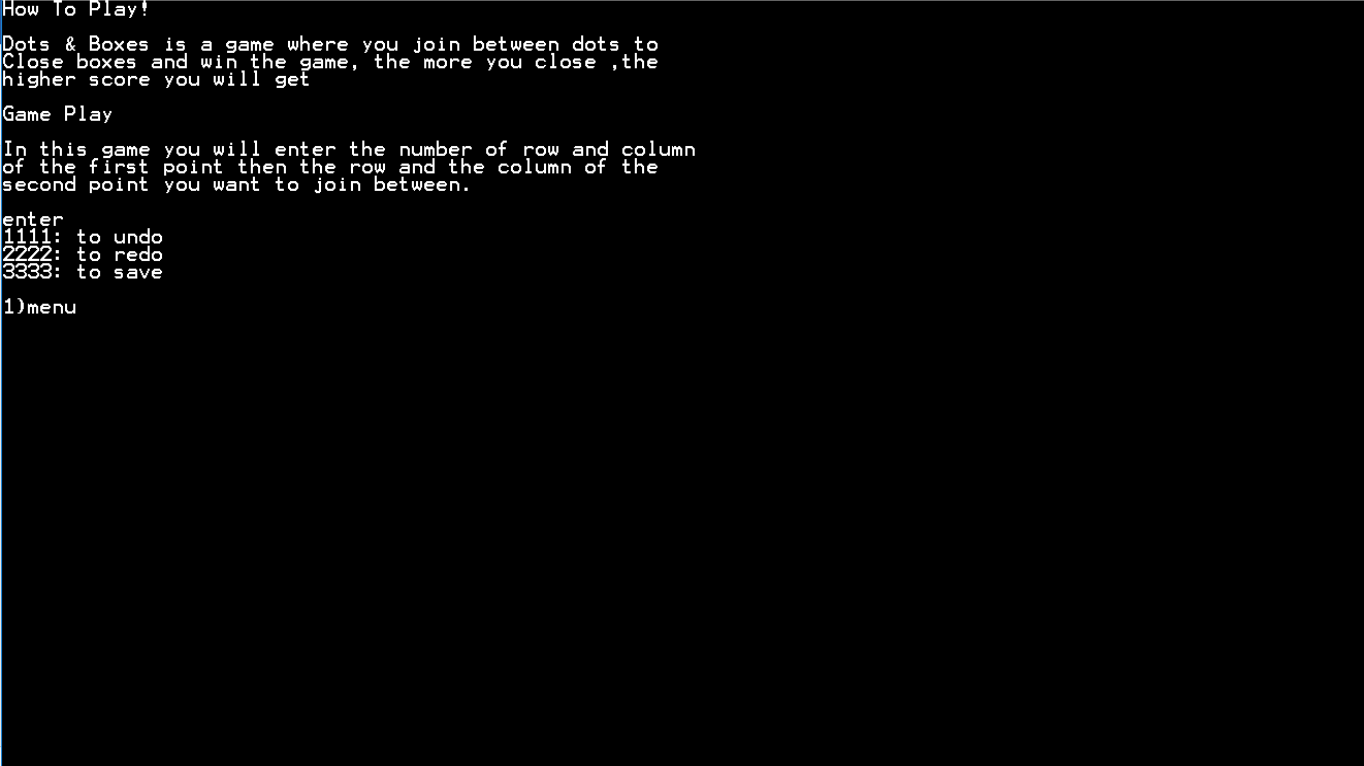 How To Play!
Dots & Boxes is a game where you join between dots to
Close boxes and win the game, the more you close ,the
higher score you will get
Game Play
In this game you will enter the number of row and column
of the first point then the row and the column of the
second point you want to join between.
enter
1111: to undo
2222: to redo
3333: to save
1)menu